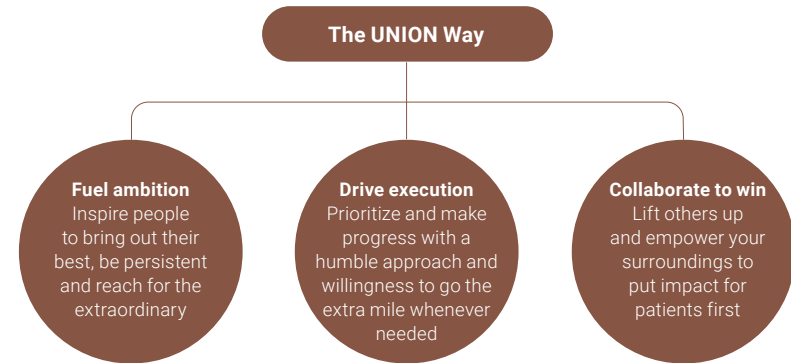 The UNION Way
Fuel ambition
Inspire people
to bring out their
best, be persistent
and reach for the
extraordinary
Drive execution
Prioritize and make
progress with a
humble approach and
willingness to go the
extra mile whenever
needed
Collaborate to win
Lift others up
and empower your
surroundings to
put impact for
patients first